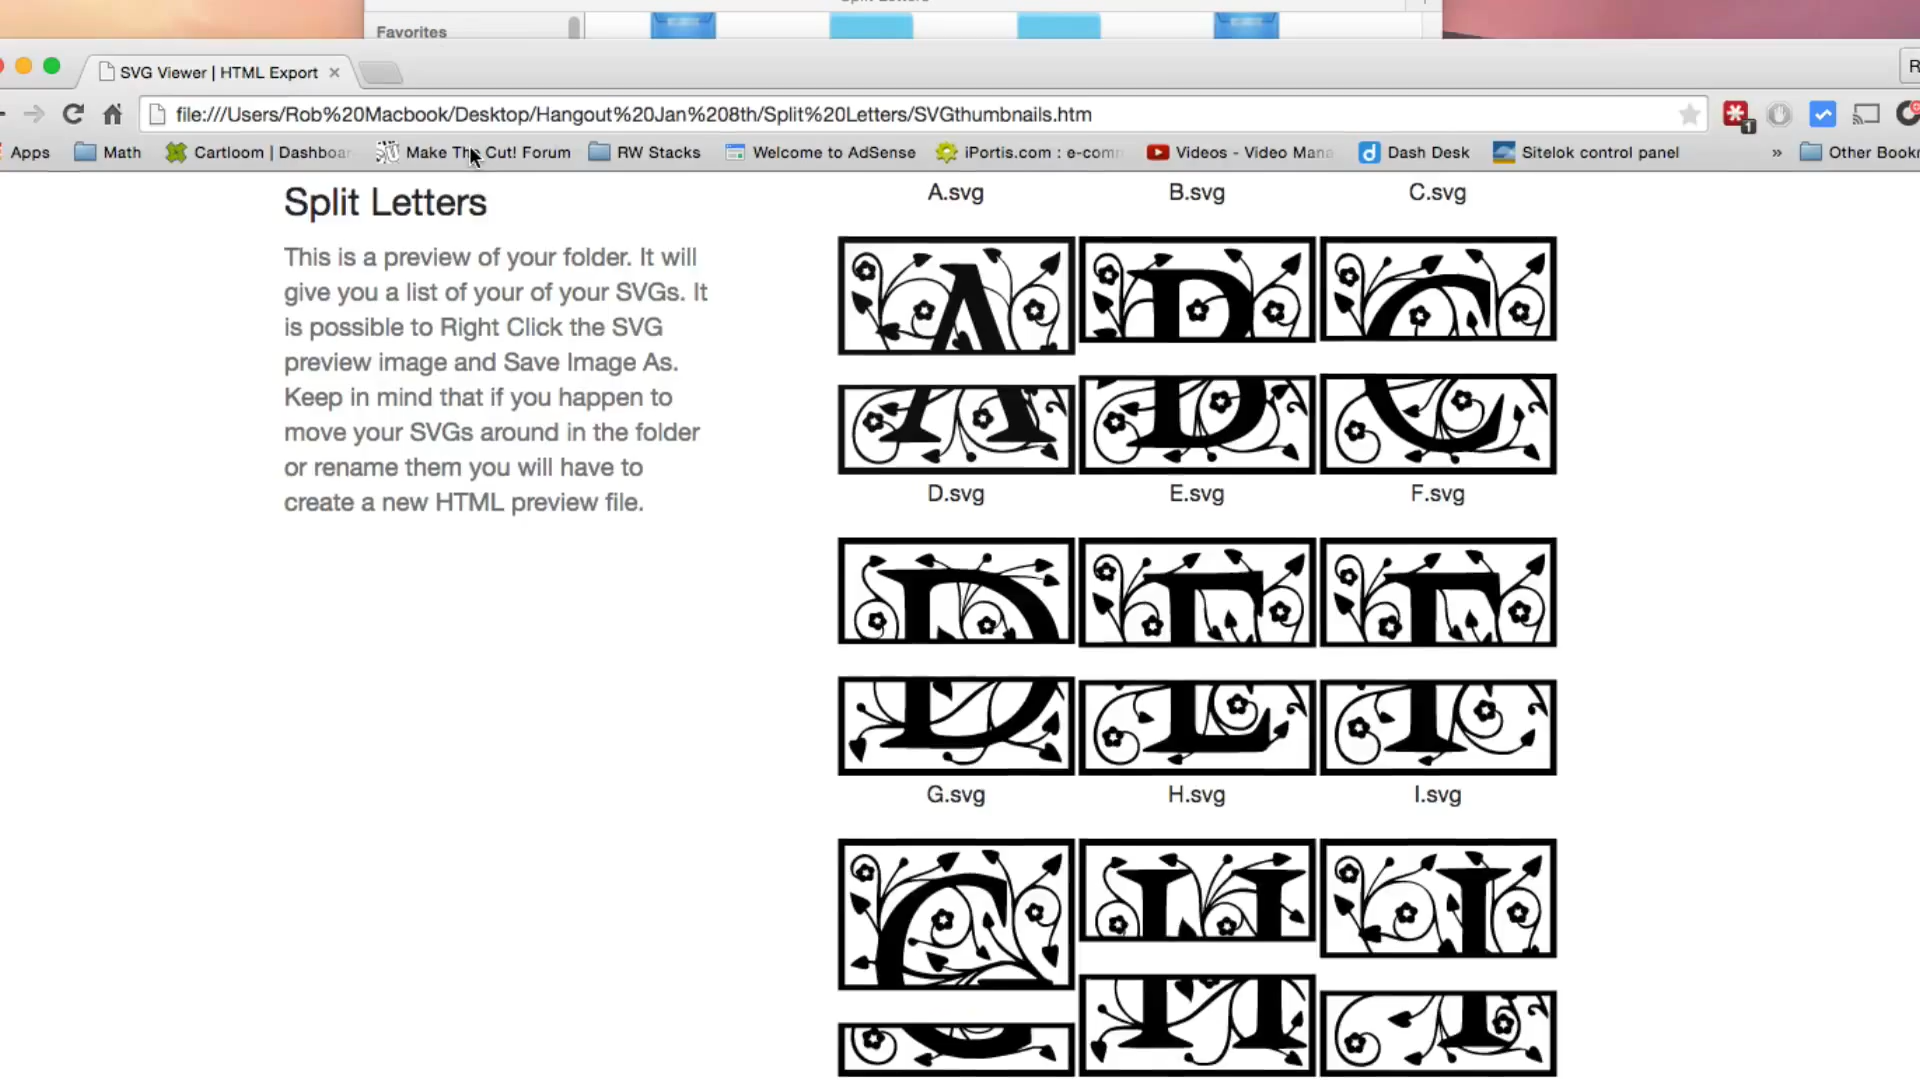 Favorites
SVG Viewer | HTML Export
file:///Users/Rob%20Macbook/Desktop/Hangout%20Jan%208th/Split%20Letters/SVGthumbnails.htm
1
Apps Math Cartloom | Dashboar Make The Cut! Forum RW Stacks Welcome to AdSense iPortis.com : e-comm Videos - Video Mana d Dash Desk Sitelok control panel » Other Bookm
Split Letters
This is a preview of your folder. It will
give you a list of your of your SVGs. It
is possible to Right Click the SVG
preview image and Save Image As.
Keep in mind that if you happen to
move your SVGs around in the folder
or rename them you will have to
create a new HTML preview file.
A.svg B.svg C.svg
A B C
D.svg E.svg F.svg
D E F
G.svg H.svg I.svg
G H I